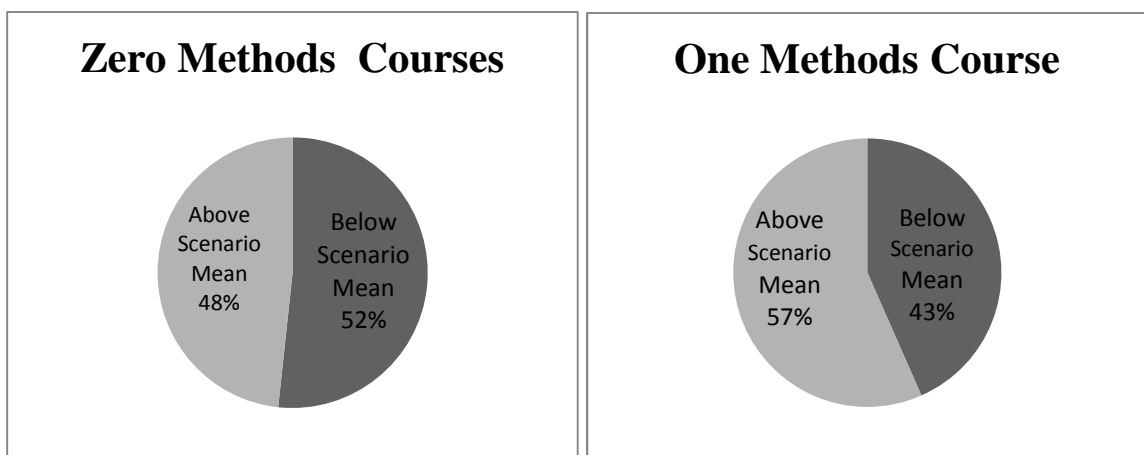 Zero Methods Courses
Above
Scenario
Mean
48%
Below
Scenario
Mean
52%
One Methods Course
Above
Scenario
Mean
57%
Below
Scenario
Mean
43%